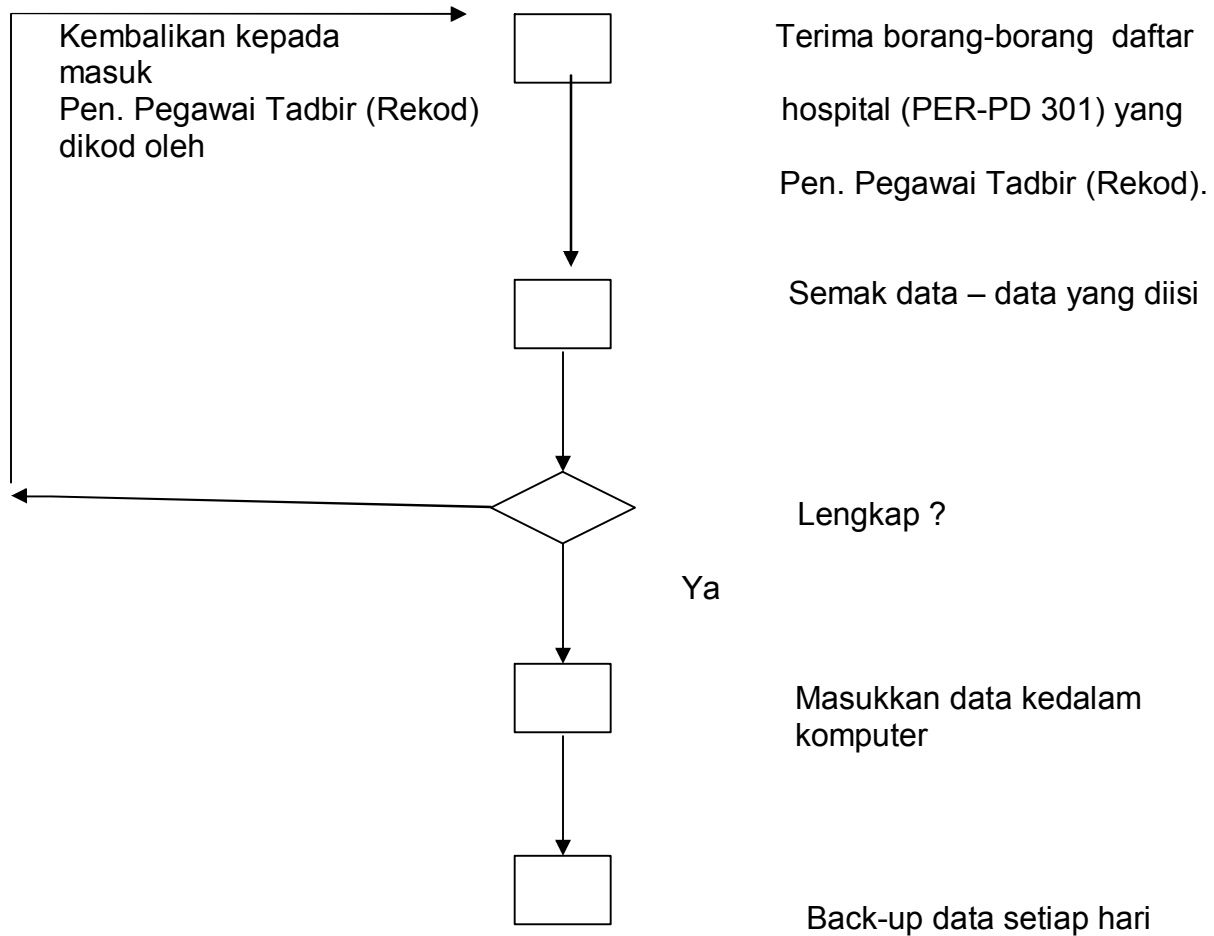 Kembalikan kepada
masuk
Pen. Pegawai Tadbir (Rekod)
dikod oleh
Terima borang-borang daftar
hospital (PER-PD 301) yang
Pen. Pegawai Tadbir (Rekod).
Semak data – data yang diisi
Lengkap ?
Ya
Masukkan data kedalam
komputer
Back-up data setiap hari